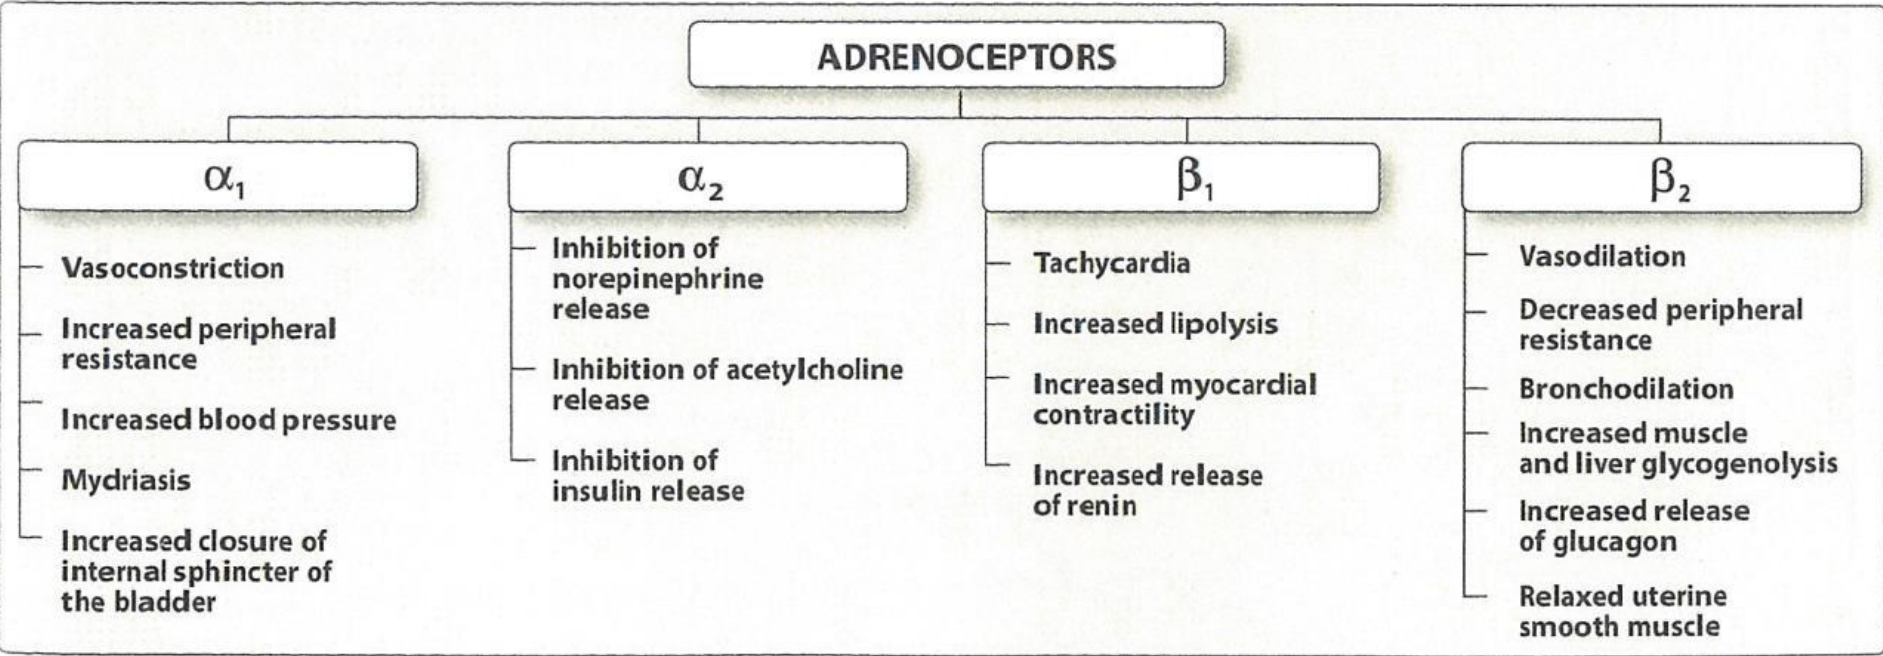 ADRENOCEPTORS
α₁
Vasoconstriction
Increased peripheral
resistance
Increased blood pressure
Mydriasis
Increased closure of
internal sphincter of
the bladder
α₂
Inhibition of
norepinephrine
release
Inhibition of acetylcholine
release
Inhibition of
insulin release
β₁
Tachycardia
Increased lipolysis
Increased myocardial
contractility
Increased release
of renin
β₂
Vasodilation
Decreased peripheral
resistance
Bronchodilation
Increased muscle
and liver glycogenolysis
Increased release
of glucagon
Relaxed uterine
smooth muscle